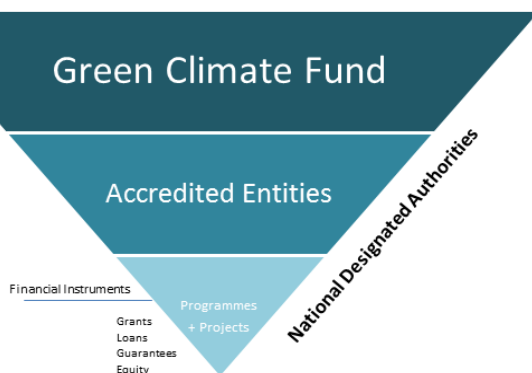 Green Climate Fund
Accredited Entities
National Designated Authorities
Financial Instruments
Programmes
+ Projects
Grants
Loans
Guarantees
Equity